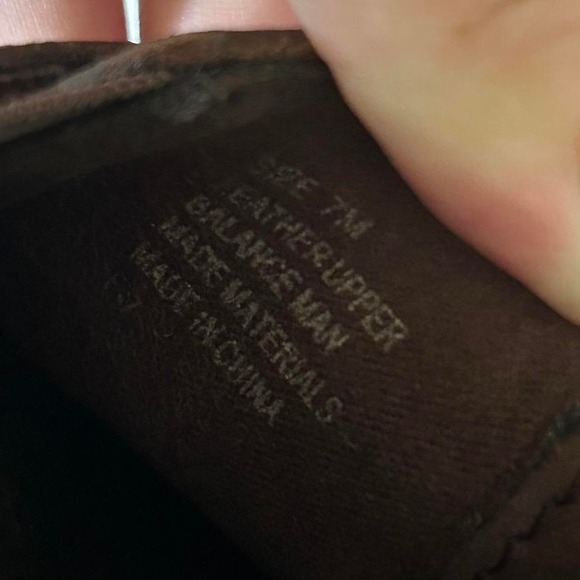 SIZE 7M
LEATHER UPPER
BALANCE MAN
MADE MATERIALS
MADE IN CHINA